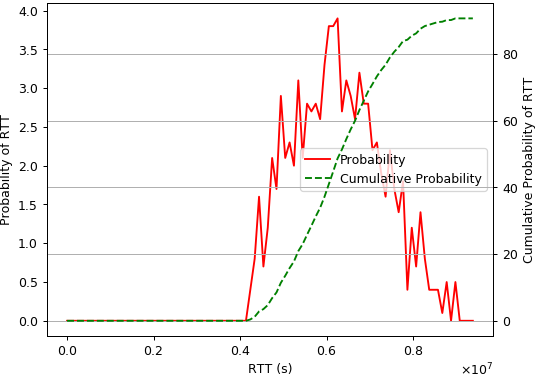 4.0
3.5
3.0
2.5
2.0
1.5
1.0
0.5
0.0
Probability of RTT
80
60
40
20
0
Cumulative Probability of RTT
Probability
Cumulative Probability
0.0 0.2 0.4 0.6 0.8
×10⁷
RTT (s)